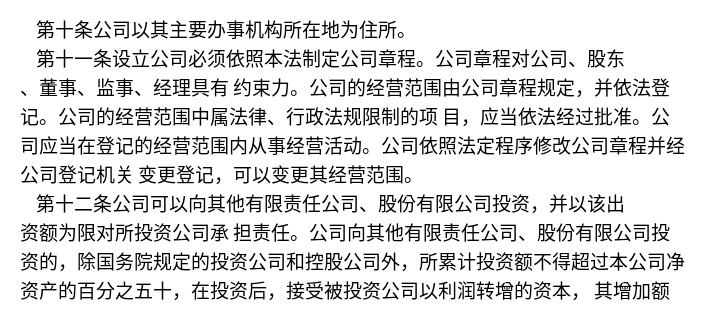 第十条公司以其主要办事机构所在地为住所。
第十一条设立公司必须依照本法制定公司章程。公司章程对公司、股东
、董事、监事、经理具有 约束力。公司的经营范围由公司章程规定，并依法登
记。公司的经营范围中属法律、行政法规限制的项 目，应当依法经过批准。公
司应当在登记的经营范围内从事经营活动。公司依照法定程序修改公司章程并经
公司登记机关 变更登记，可以变更其经营范围。
第十二条公司可以向其他有限责任公司、股份有限公司投资，并以该出
资额为限对所投资公司承 担责任。公司向其他有限责任公司、股份有限公司投
资的，除国务院规定的投资公司和控股公司外，所累计投资额不得超过本公司净
资产的百分之五十，在投资后，接受被投资公司以利润转增的资本， 其增加额